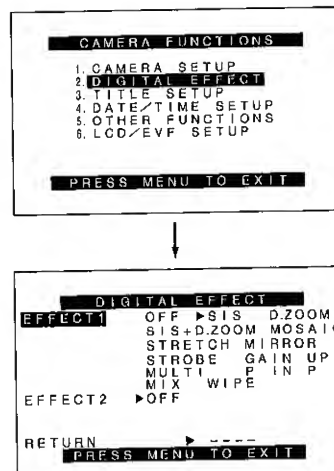 CAMERA FUNCTIONS
1. CAMERA SETUP
2. DIGITAL EFFECT
3. TITLE SETUP
4. DATE/TIME SETUP
5. OTHER FUNCTIONS
6. LCD/EVF SETUP
PRESS MENU TO EXIT
DIGITAL EFFECT
EFFECT1 OFF ▶SIS D.ZOOM
SIS+D.ZOOM MOSAIC
STRETCH MIRROR
STROBE GAIN UP
MULTI P IN P
MIX WIPE
EFFECT2 ▶OFF
RETURN ▶ ----
PRESS MENU TO EXIT